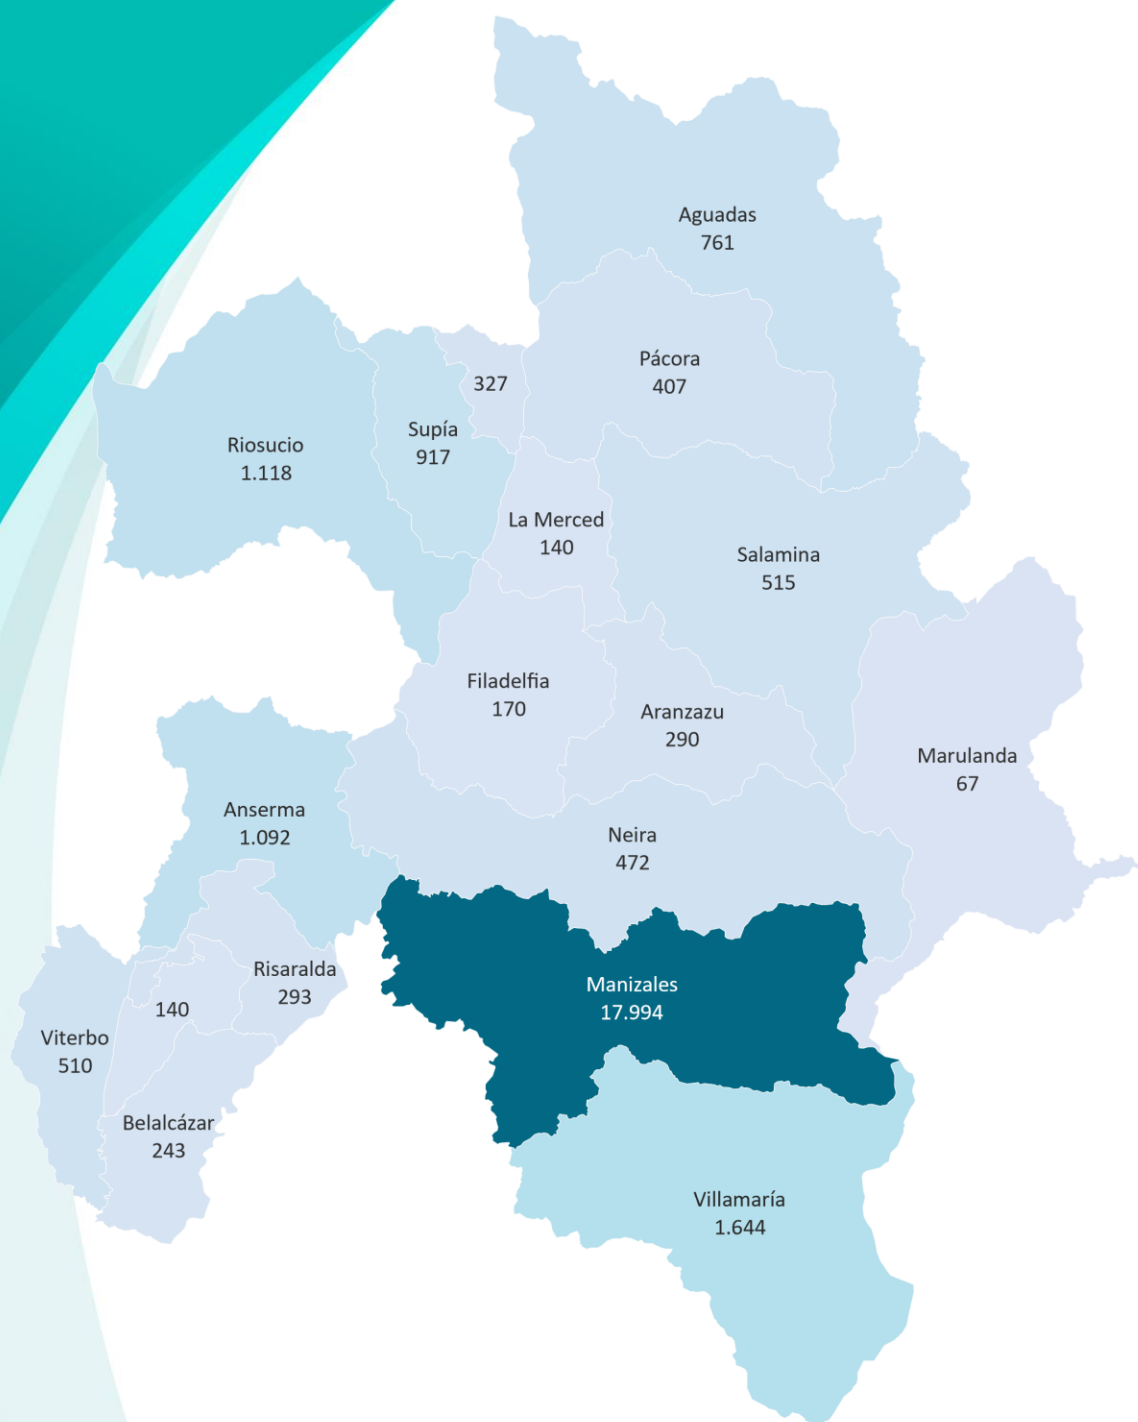 Aguadas
761
Pácora
407
327
Supía
917
Riosucio
1.118
La Merced
140
Salamina
515
Filadelfia
170
Aranzazu
290
Marulanda
67
Anserma
1.092
Neira
472
Risaralda
293
Manizales
17.994
140
Viterbo
510
Belalcázar
243
Villamaría
1.644